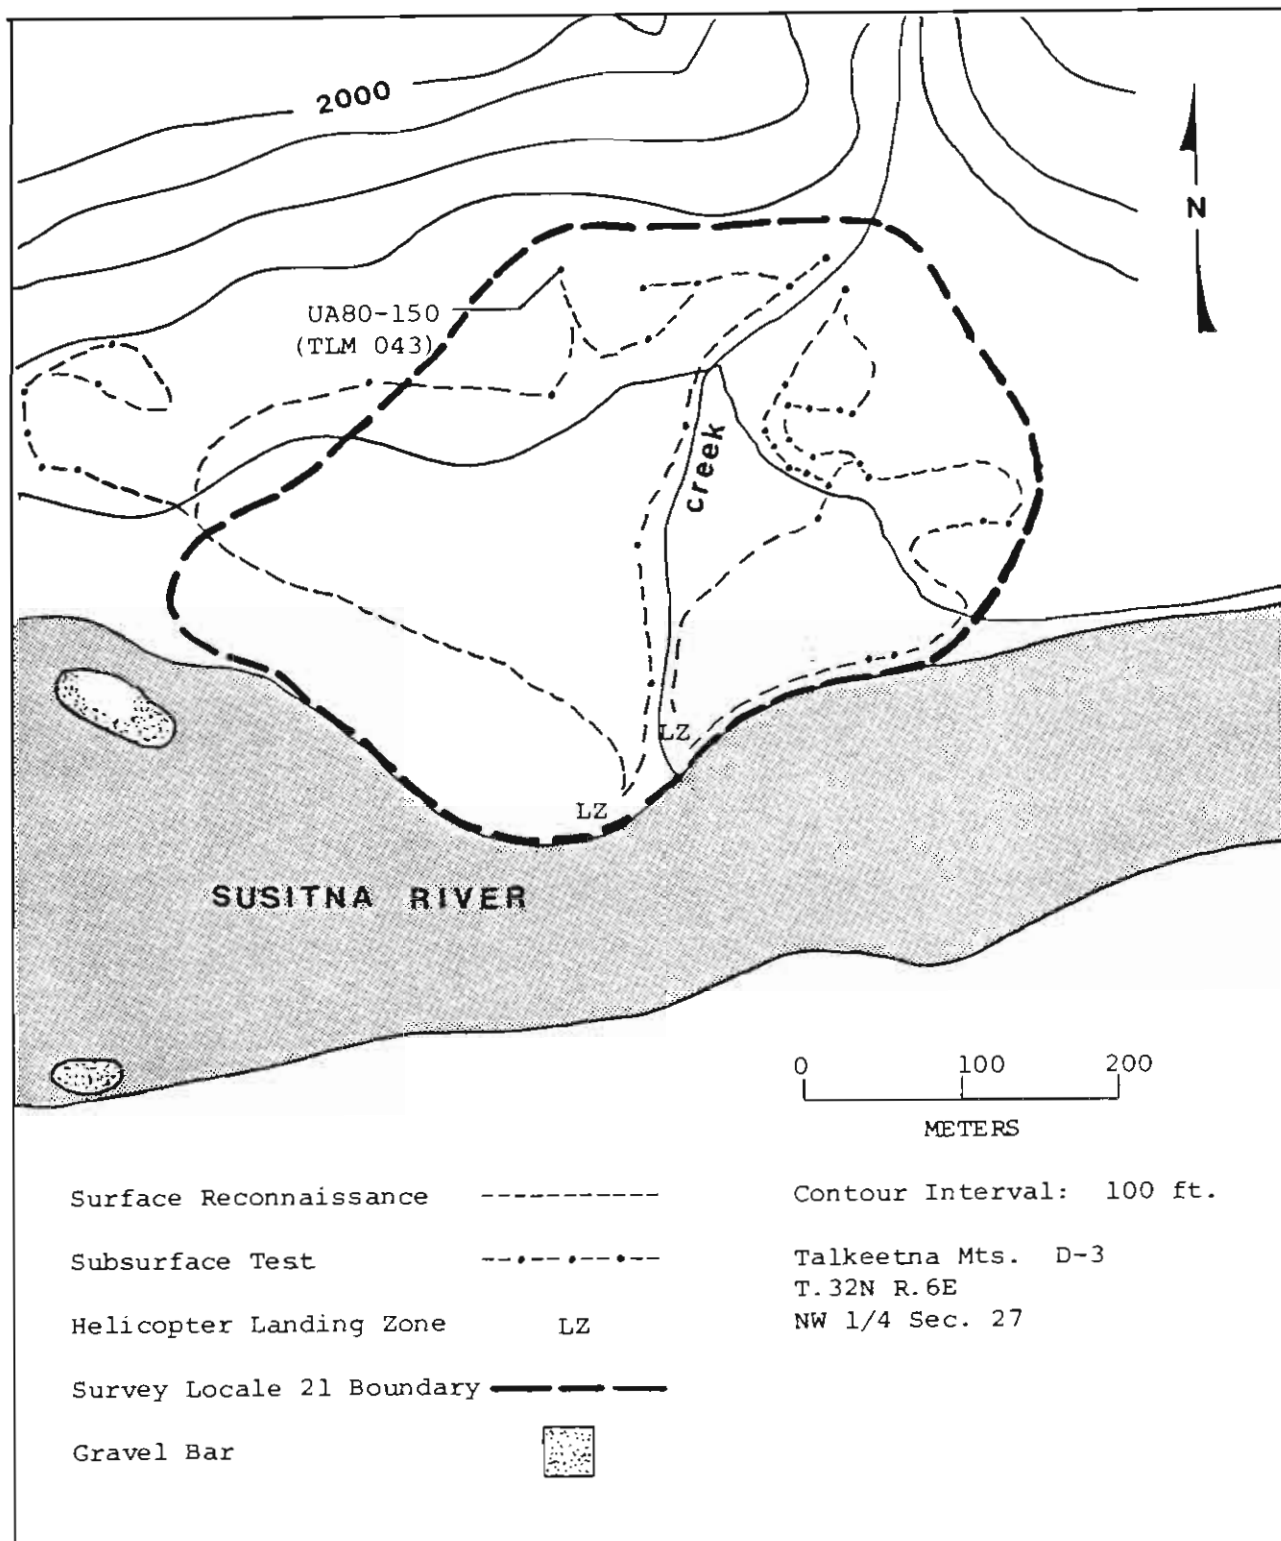 2000
N
UA80-150
(TLM 043)
creek
LZ
LZ
SUSITNA RIVER
0 100 200
METERS
Surface Reconnaissance
Contour Interval: 100 ft.
Subsurface Test
Talkeetna Mts. D-3
T.32N R.6E
NW 1/4 Sec. 27
Helicopter Landing Zone LZ
Survey Locale 21 Boundary
Gravel Bar